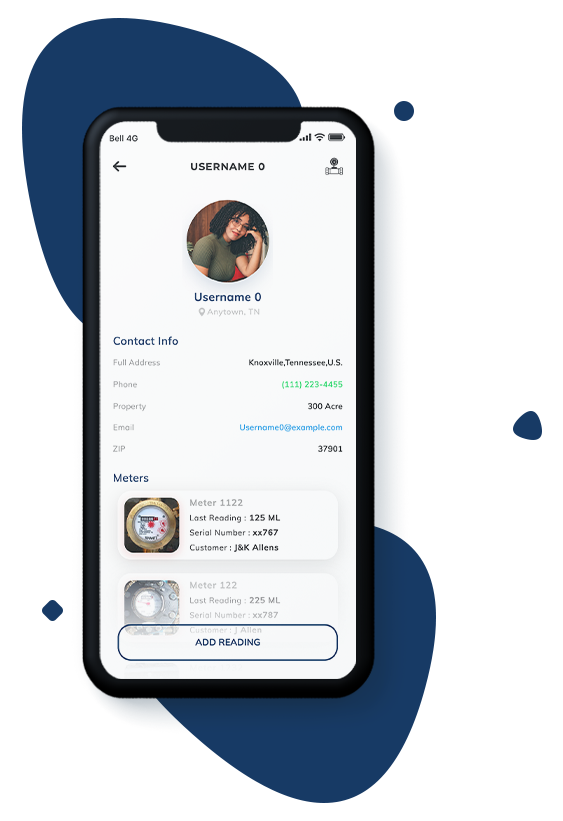 Bell 4G
USERNAME 0
Username 0
Anytown, TN
Contact Info
Full Address Knoxville,Tennessee,U.S.
Phone (111) 223-4455
Property 300 Acre
Email Username0@example.com
ZIP 37901
Meters
Meter 1122
Last Reading : 125 ML
Serial Number : xx767
Customer : J&K Allens
Meter 122
Last Reading : 225 ML
Serial Number : xx787
Customer : J Allen
ADD READING